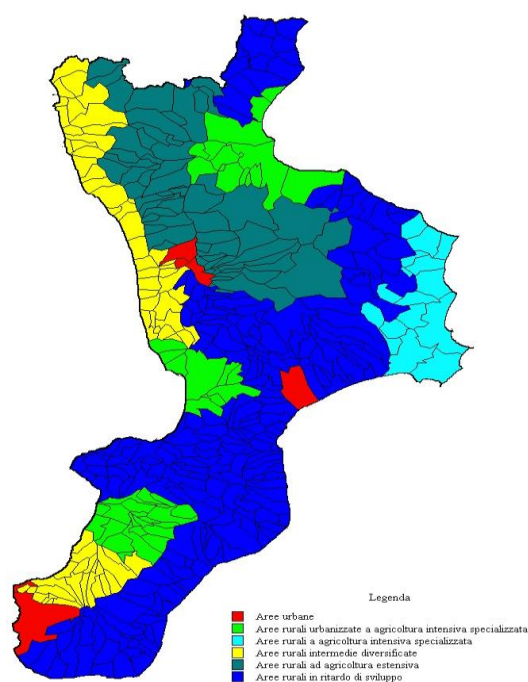 Legenda
Aree urbane
Aree rurali urbanizzate a agricoltura intensiva specializzata
Aree rurali a agricoltura intensiva specializzata
Aree rurali intermedie diversificate
Aree rurali ad agricoltura estensiva
Aree rurali in ritardo di sviluppo